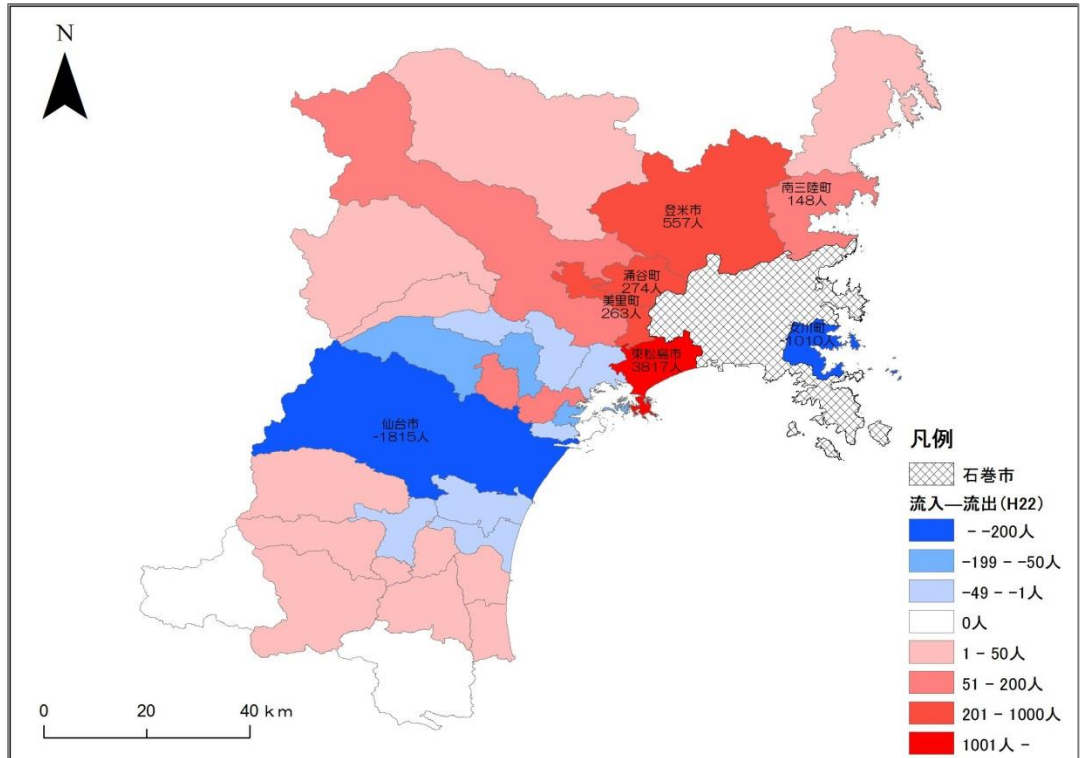 N
南三陸町
148人
登米市
557人
涌谷町
274人
美里町
263人
女川町
-1010人
東松島市
3817人
仙台市
-1815人
凡例
石巻市
流入―流出(H22)
- -200人
-199 - -50人
-49 - -1人
0人
1 - 50人
51 - 200人
201 - 1000人
1001人 -
0 20 40 km